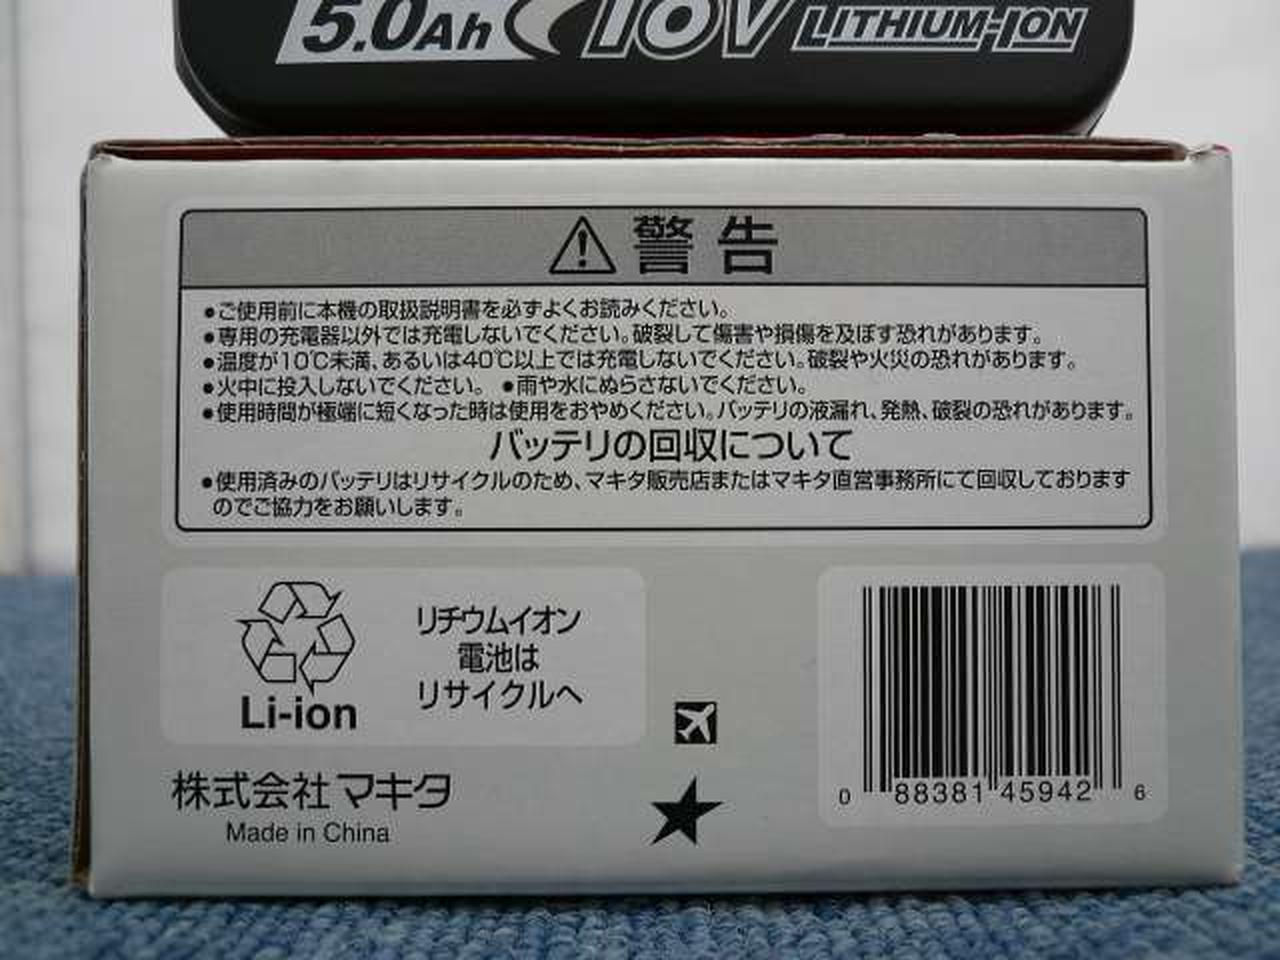 5.0Ah 18V LITHIUM-ION
警告
●ご使用前に本機の取扱説明書を必ずよくお読みください。
●専用の充電器以外では充電しないでください。破裂して傷害や損傷を及ぼす恐れがあります。
●温度が10℃未満、あるいは40℃以上では充電しないでください。破裂や火災の恐れがあります。
●火中に投入しないでください。 ●雨や水にぬらさないでください。
●使用時間が極端に短くなった時は使用をおやめください。バッテリの液漏れ、発熱、破裂の恐れがあります。
バッテリの回収について
●使用済みのバッテリはリサイクルのため、マキタ販売店またはマキタ直営事務所にて回収しております
のでご協力をお願いします。
Li-ion
リチウムイオン
電池は
リサイクルへ
株式会社マキタ
Made in China
0 88381 45942 6